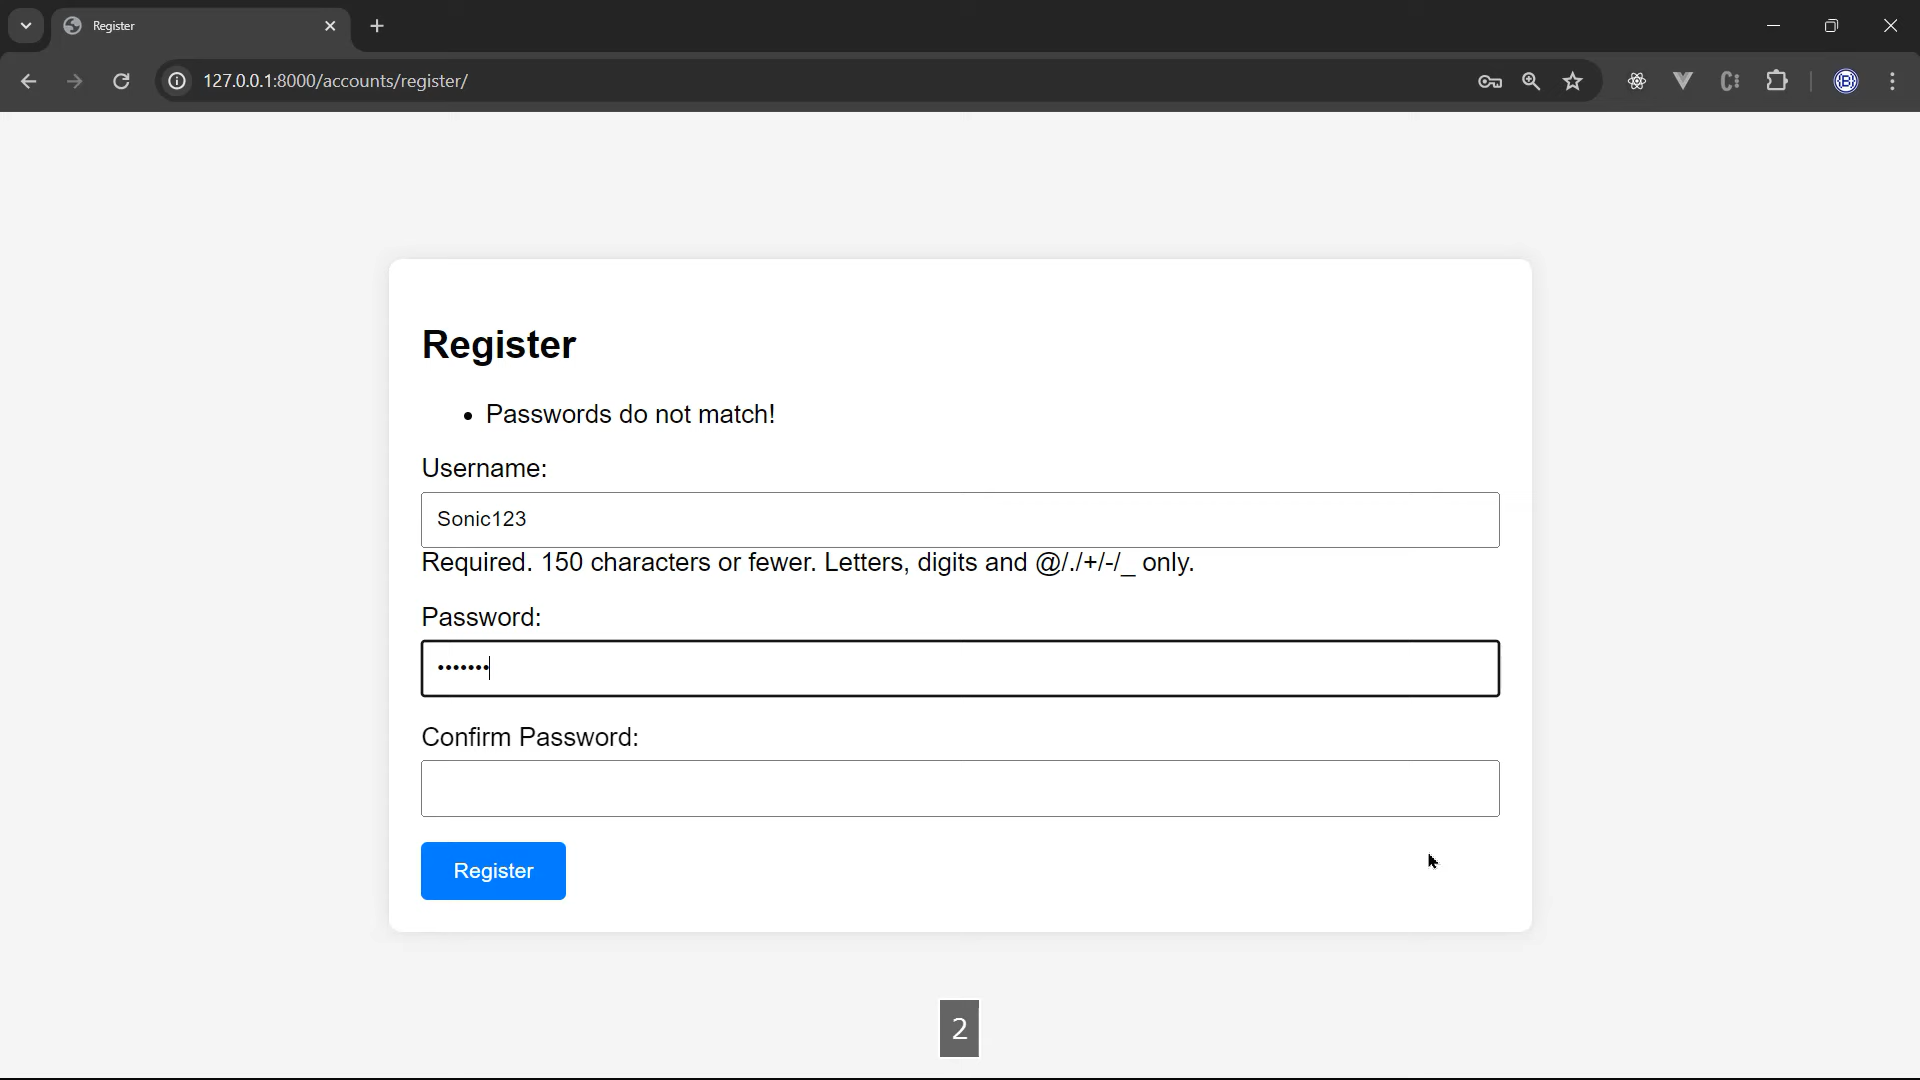 Register
127.0.0.1:8000/accounts/register/
Register
• Passwords do not match!
Username:
Sonic123
Required. 150 characters or fewer. Letters, digits and @/./+/-/_ only.
Password:
•••••••
Confirm Password:
Register
2